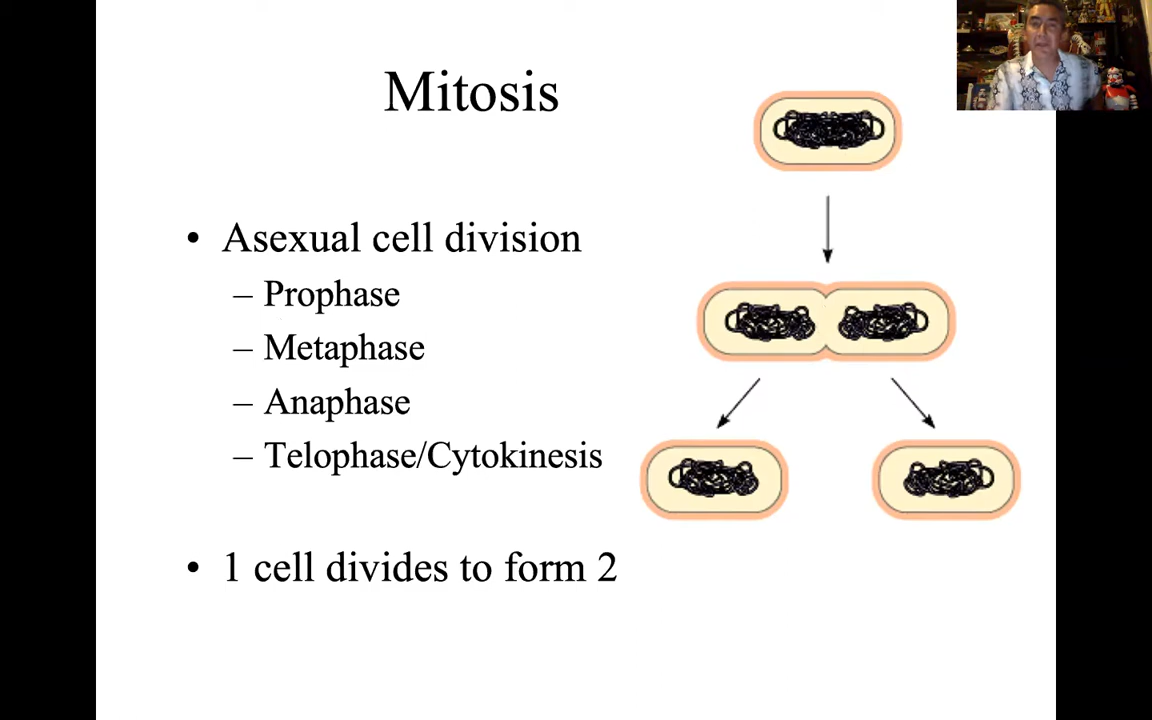 Mitosis
• Asexual cell division
– Prophase
– Metaphase
– Anaphase
– Telophase/Cytokinesis
• 1 cell divides to form 2